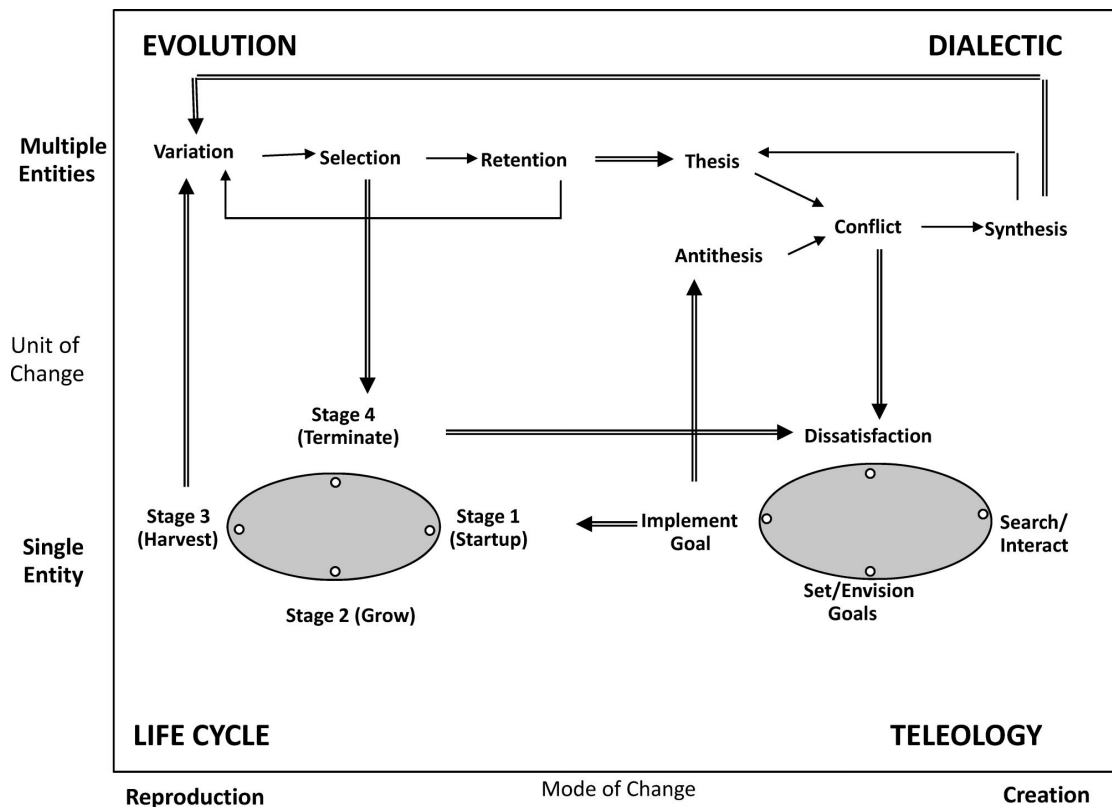 EVOLUTION
DIALECTIC
Multiple
Entities
Variation
Selection
Retention
Thesis
Conflict
Synthesis
Antithesis
Unit of
Change
Stage 4
(Terminate)
Dissatisfaction
Stage 3
(Harvest)
Stage 1
(Startup)
Implement
Goal
Search/
Interact
Single
Entity
Set/Envision
Goals
Stage 2 (Grow)
LIFE CYCLE
TELEOLOGY
Reproduction
Mode of Change
Creation